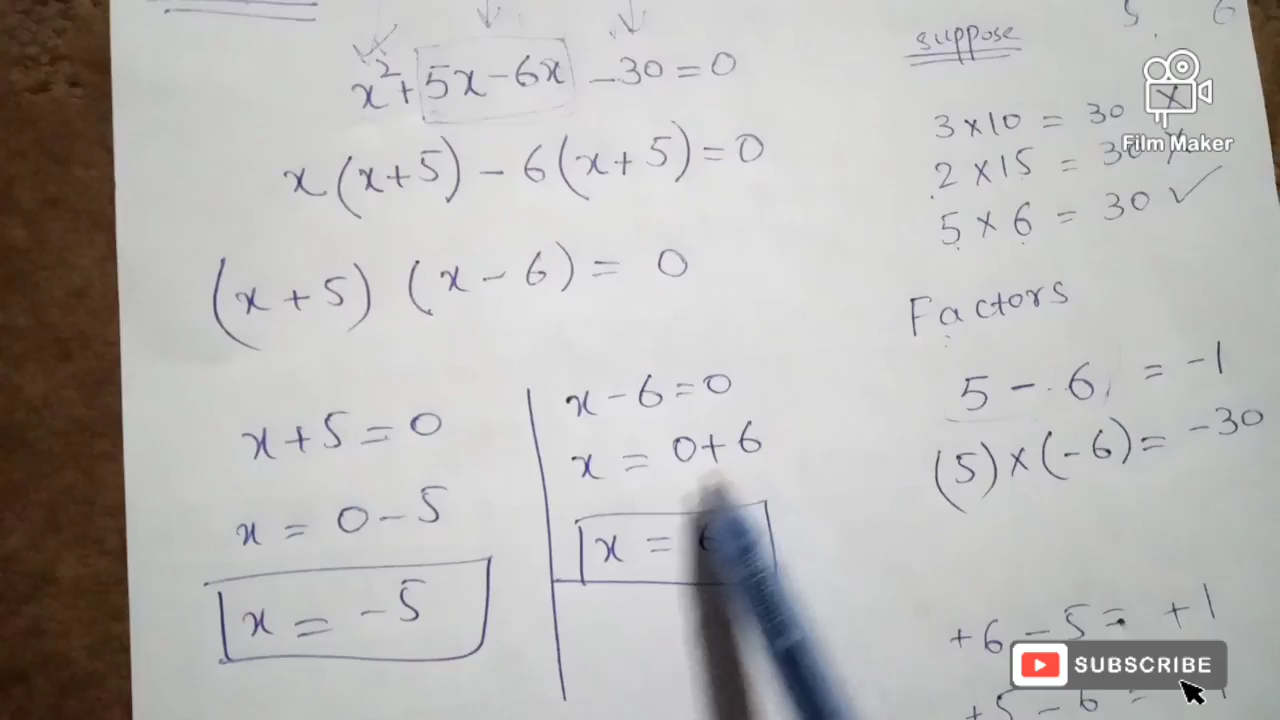 x² + 5x - 6x - 30 = 0
x(x+5) - 6(x+5) = 0
(x+5) (x-6) = 0
x+5=0
x = 0-5
x = -5
x-6=0
x = 0+6
x =
5 6
suppose
3×10 = 30 ×
2×15 = 30 ×
5×6 = 30 ✓
Factors
5 - 6 = -1
(5)×(-6) = -30
+6 -5 = +1
+5 - 6 =
Film Maker
SUBSCRIBE